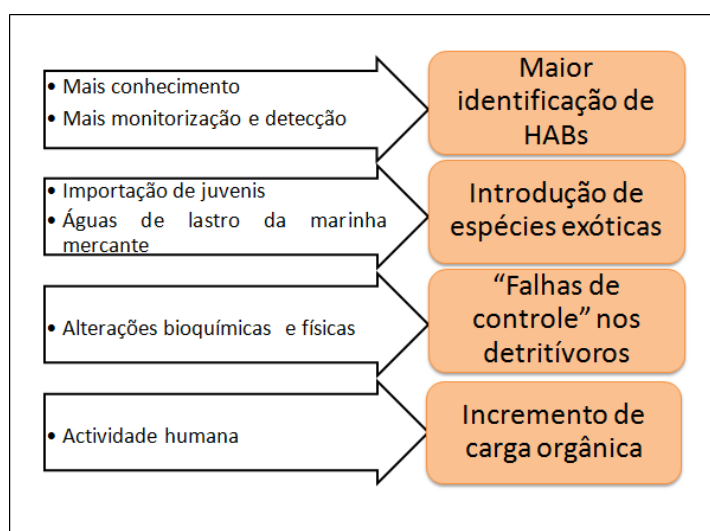 • Mais conhecimento
• Mais monitorização e detecção
Maior
identificação de
HABs
• Importação de juvenis
• Águas de lastro da marinha
mercante
Introdução de
espécies exóticas
• Alterações bioquímicas e físicas
“Falhas de
controle” nos
detritívoros
• Actividade humana
Incremento de
carga orgânica